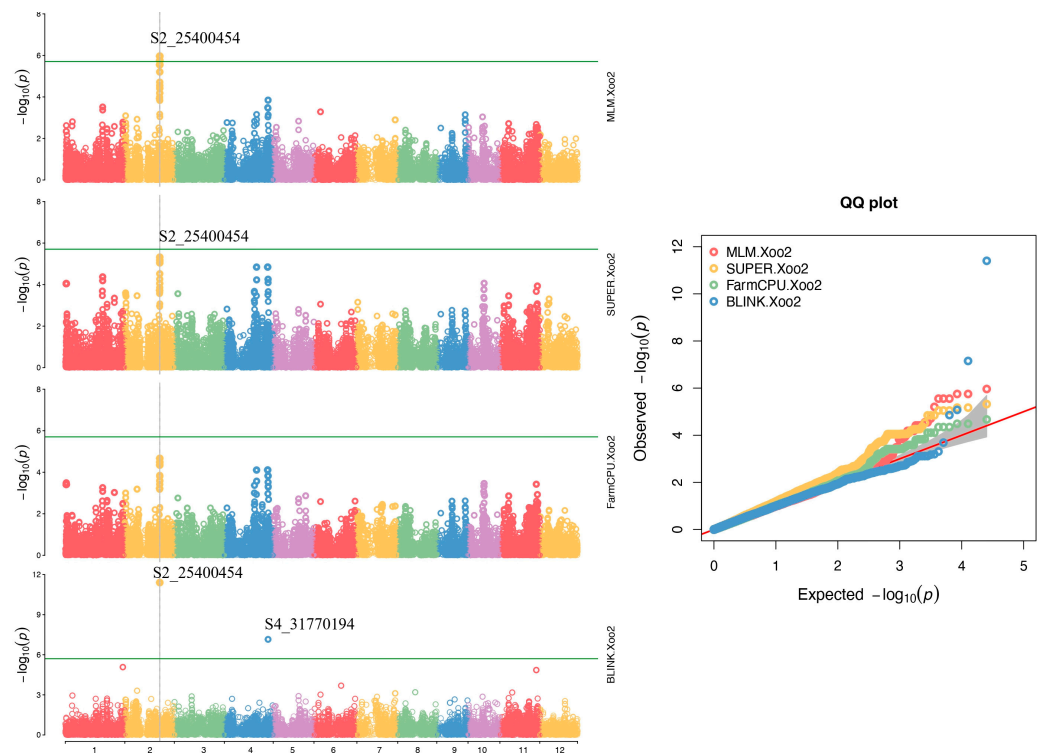 8
6
4
2
0
−log10(p)
S2_25400454
MLM.Xoo2
8
6
4
2
0
−log10(p)
S2_25400454
SUPER.Xoo2
8
6
4
2
0
−log10(p)
FarmCPU.Xoo2
12
9
6
3
0
−log10(p)
S2_25400454
S4_31770194
BLINK.Xoo2
1 2 3 4 5 6 7 8 9 10 11 12
QQ plot
MLM.Xoo2
SUPER.Xoo2
FarmCPU.Xoo2
BLINK.Xoo2
12
10
8
6
4
2
0
Observed −log10(p)
0 1 2 3 4 5
Expected −log10(p)